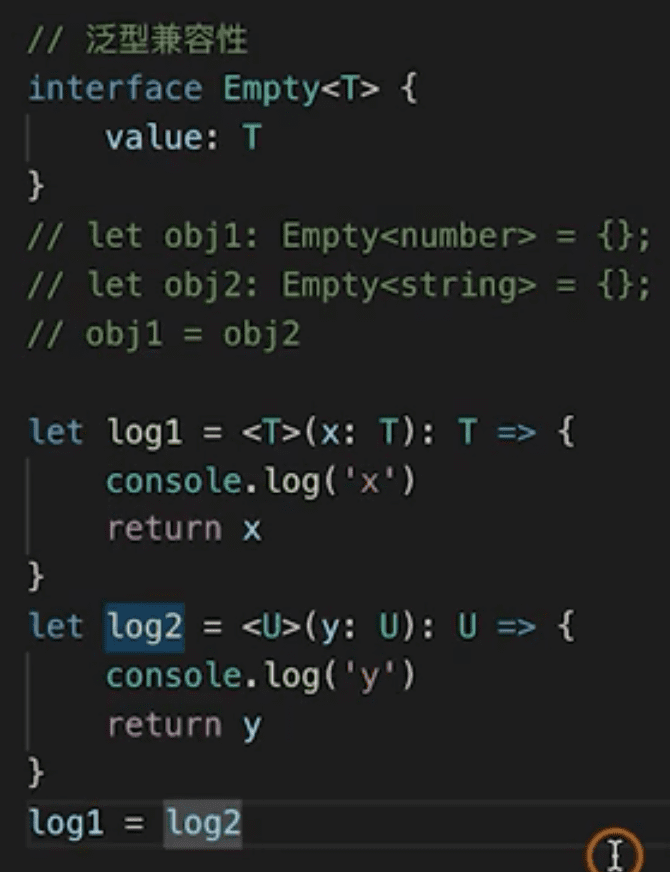 // 泛型兼容性
interface Empty<T> {
    value: T
}
// let obj1: Empty<number> = {};
// let obj2: Empty<string> = {};
// obj1 = obj2
let log1 = <T>(x: T): T => {
    console.log('x')
    return x
}
let log2 = <U>(y: U): U => {
    console.log('y')
    return y
}
log1 = log2